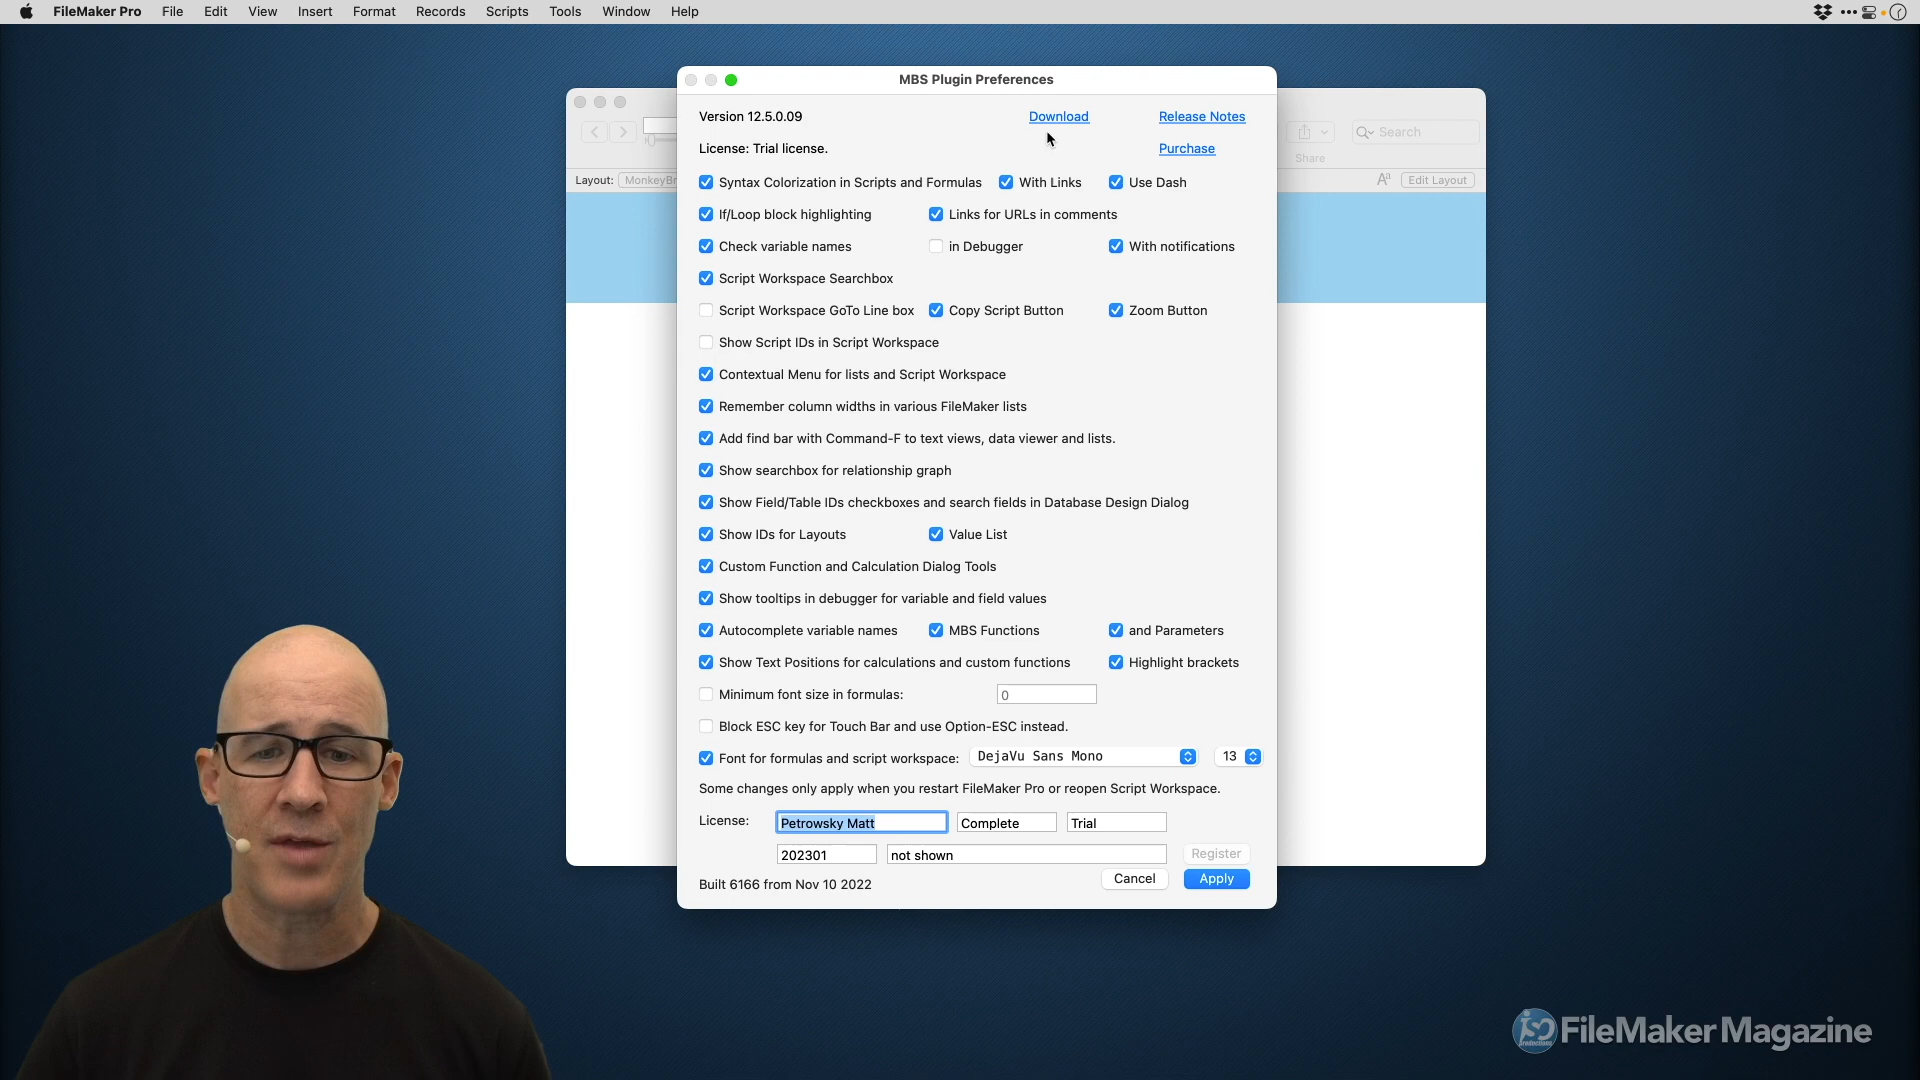 FileMaker Pro File Edit View Insert Format Records Scripts Tools Window Help
MBS Plugin Preferences
Version 12.5.0.09 Download Release Notes
License: Trial license. Purchase
Search
Share
Layout: MonkeyBr Edit Layout
Syntax Colorization in Scripts and Formulas With Links Use Dash
If/Loop block highlighting Links for URLs in comments
Check variable names in Debugger With notifications
Script Workspace Searchbox
Script Workspace GoTo Line box Copy Script Button Zoom Button
Show Script IDs in Script Workspace
Contextual Menu for lists and Script Workspace
Remember column widths in various FileMaker lists
Add find bar with Command-F to text views, data viewer and lists.
Show searchbox for relationship graph
Show Field/Table IDs checkboxes and search fields in Database Design Dialog
Show IDs for Layouts Value List
Custom Function and Calculation Dialog Tools
Show tooltips in debugger for variable and field values
Autocomplete variable names MBS Functions and Parameters
Show Text Positions for calculations and custom functions Highlight brackets
Minimum font size in formulas: 0
Block ESC key for Touch Bar and use Option-ESC instead.
Font for formulas and script workspace: DejaVu Sans Mono 13
Some changes only apply when you restart FileMaker Pro or reopen Script Workspace.
License: Petrowsky Matt Complete Trial
202301 not shown Register
Built 6166 from Nov 10 2022 Cancel Apply
iso productions FileMaker Magazine